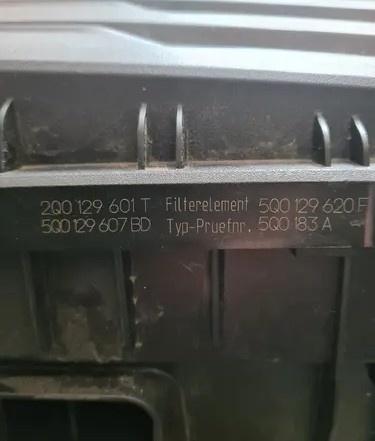 2Q0 129 601 T Filterelement 5Q0 129 620 F
5Q0 129 607 BD Typ-Pruefnr. 5Q0 183 A